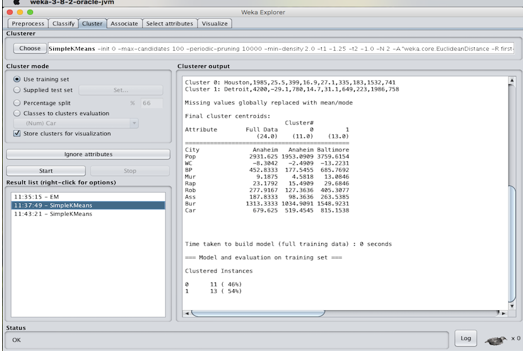 weka-3-8-2-oracle-jvm
Weka Explorer
Preprocess Classify Cluster Associate Select attributes Visualize
Clusterer
Choose SimpleKMeans -init 0 -max-candidates 100 -periodic-pruning 10000 -min-density 2.0 -t1 -1.25 -t2 -1.0 -N 2 -A "weka.core.EuclideanDistance -R first-
Cluster mode
Use training set
Supplied test set Set...
Percentage split % 66
Classes to clusters evaluation
(Num) Car
Store clusters for visualization
Ignore attributes
Start Stop
Result list (right-click for options)
11:35:15 - EM
11:37:49 - SimpleKMeans
11:43:21 - SimpleKMeans
Clusterer output
Cluster 0: Houston,1985,25.5,399,16.9,27.1,335,183,1532,741
Cluster 1: Detroit,4200,-29.1,780,14.7,31.1,649,223,1986,758
Missing values globally replaced with mean/mode
Final cluster centroids:
Cluster#
Attribute Full Data 0 1
(24.0) (11.0) (13.0)
City Anaheim Anaheim Baltimore
Pop 2931.625 1953.0909 3759.6154
WC -8.3042 -2.4909 -13.2231
BP 452.8333 177.5455 685.7692
Mur 9.1875 4.5818 13.0846
Rap 23.1792 15.4909 29.6846
Rob 277.9167 127.3636 405.3077
Ass 187.8333 98.3636 263.5385
Bur 1313.3333 1034.9091 1548.9231
Car 679.625 519.4545 815.1538
Time taken to build model (full training data) : 0 seconds
=== Model and evaluation on training set ===
Clustered Instances
0 11 ( 46%)
1 13 ( 54%)
Status
OK
Log
x 0